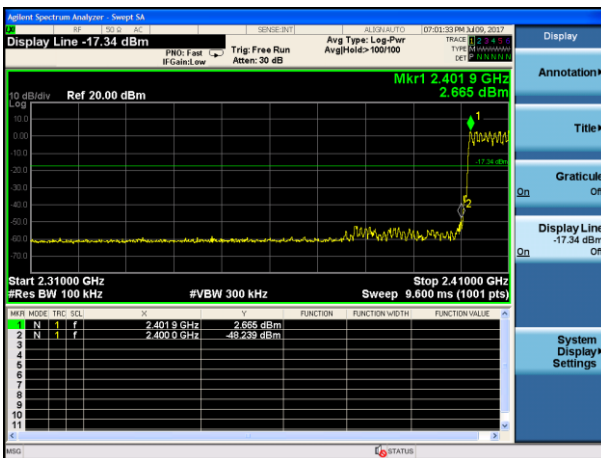 Agilent Spectrum Analyzer - Swept SA
RF 50 Ω AC SENSE:INT ALIGNAUTO 07:01:33 PM Jul 09, 2017
Display Line -17.34 dBm
PNO: Fast
IFGain:Low
Trig: Free Run
Atten: 30 dB
Avg Type: Log-Pwr
Avg|Hold>100/100
TRACE 1 2 3 4 5 6
TYPE M
DET P N N N N N
Mkr1 2.401 9 GHz
2.665 dBm
10 dB/div Ref 20.00 dBm
Log
10.0
0.00
-10.0
-20.0
-30.0
-40.0
-50.0
-60.0
-70.0
1
-17.34 dBm
2
Start 2.31000 GHz Stop 2.41000 GHz
#Res BW 100 kHz #VBW 300 kHz Sweep 9.600 ms (1001 pts)
MKR MODE TRC SCL X Y FUNCTION FUNCTION WIDTH FUNCTION VALUE
1 N 1 f 2.401 9 GHz 2.665 dBm
2 N 1 f 2.400 0 GHz -48.239 dBm
3
4
5
6
7
8
9
10
11
MSG STATUS
Display
Annotation
Title
Graticule
On Off
Display Line
-17.34 dBm
On Off
System
Display
Settings